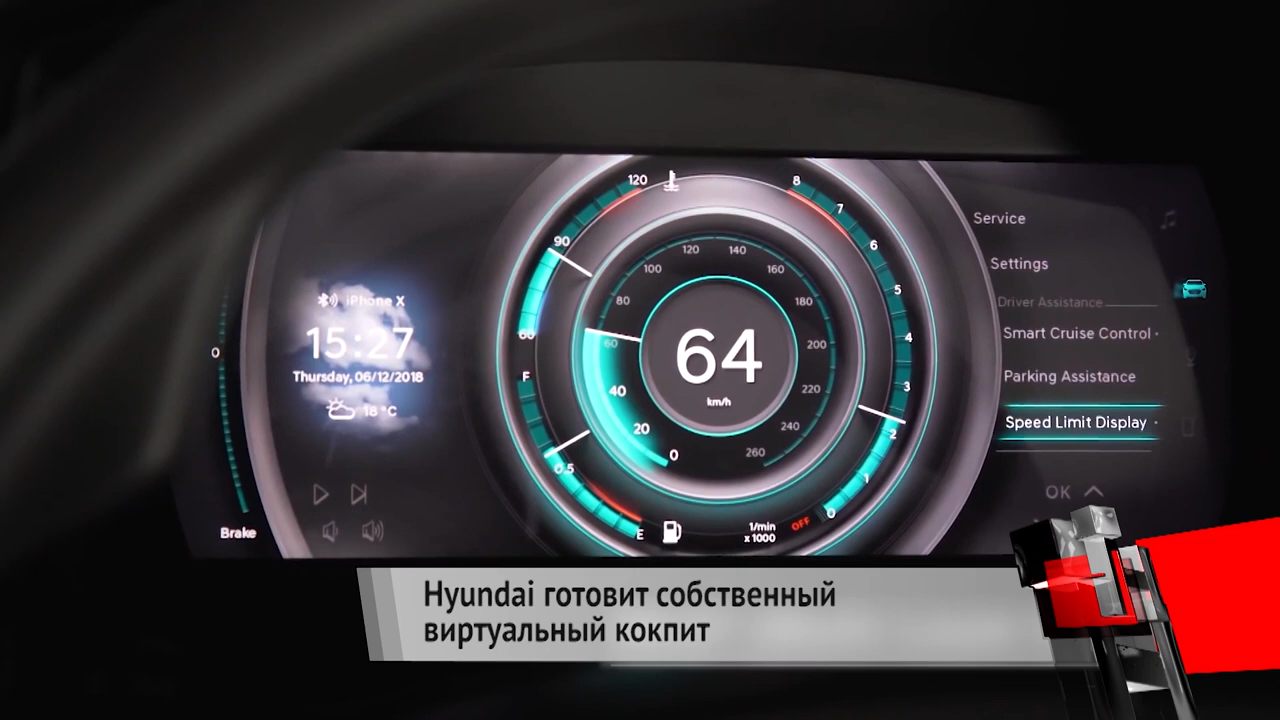 iPhone X
15:27
Thursday, 06/12/2018
18 °C
0
Brake
120
90
60
F
0.5
E
8
7
6
5
4
3
2
1
0
1/min
x 1000
OFF
0
20
40
60
80
100
120
140
160
180
200
220
240
260
64
km/h
Service
Settings
Driver Assistance
Smart Cruise Control
Parking Assistance
Speed Limit Display
OK
Hyundai готовит собственный
виртуальный кокпит